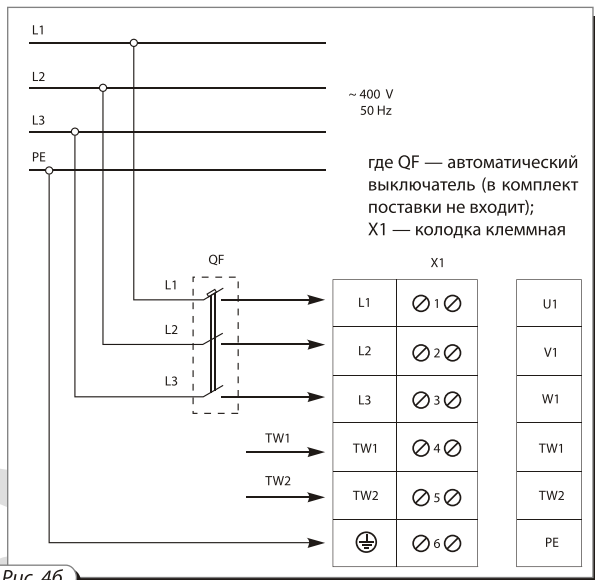 L1
L2
~ 400 V
50 Hz
L3
PE
где QF — автоматический
выключатель (в комплект
поставки не входит);
X1 — колодка клеммная
QF
X1
L1
L1 1 U1
L2
L2 2 V1
L3
L3 3 W1
TW1
TW1 4 TW1
TW2
TW2 5 TW2
6 PE
Рис. 4б